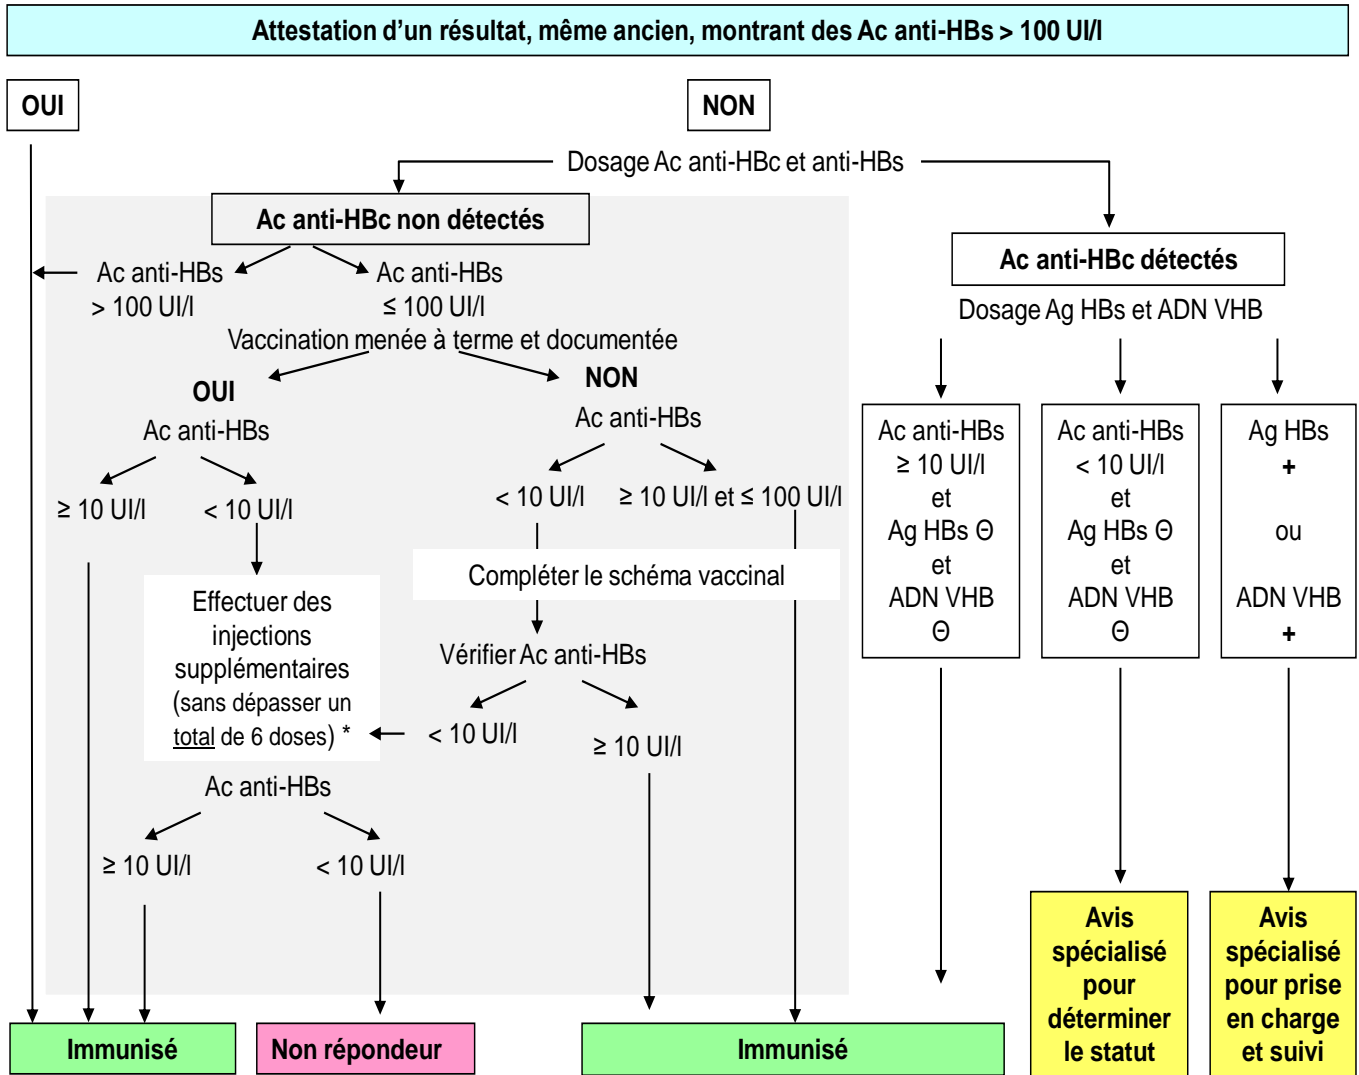 Attestation d'un résultat, même ancien, montrant des Ac anti-HBs > 100 UI/l
OUI
NON
Dosage Ac anti-HBc et anti-HBs
Ac anti-HBc non détectés
Ac anti-HBs
> 100 UI/l
Ac anti-HBs
≤ 100 UI/l
Vaccination menée à terme et documentée
OUI
Ac anti-HBs
≥ 10 UI/l
< 10 UI/l
NON
Ac anti-HBs
< 10 UI/l
≥ 10 UI/l et ≤ 100 UI/l
Effectuer des
injections
supplémentaires
(sans dépasser un
total de 6 doses) *
Compléter le schéma vaccinal
Vérifier Ac anti-HBs
< 10 UI/l
≥ 10 UI/l
Ac anti-HBs
≥ 10 UI/l
< 10 UI/l
Ac anti-HBc détectés
Dosage Ag HBs et ADN VHB
Ac anti-HBs
≥ 10 UI/l
et
Ag HBs Θ
et
ADN VHB
Θ
Ac anti-HBs
< 10 UI/l
et
Ag HBs Θ
et
ADN VHB
Θ
Ag HBs
+
ou
ADN VHB
+
Immunisé
Non répondeur
Immunisé
Avis
spécialisé
pour
déterminer
le statut
Avis
spécialisé
pour prise
en charge
et suivi